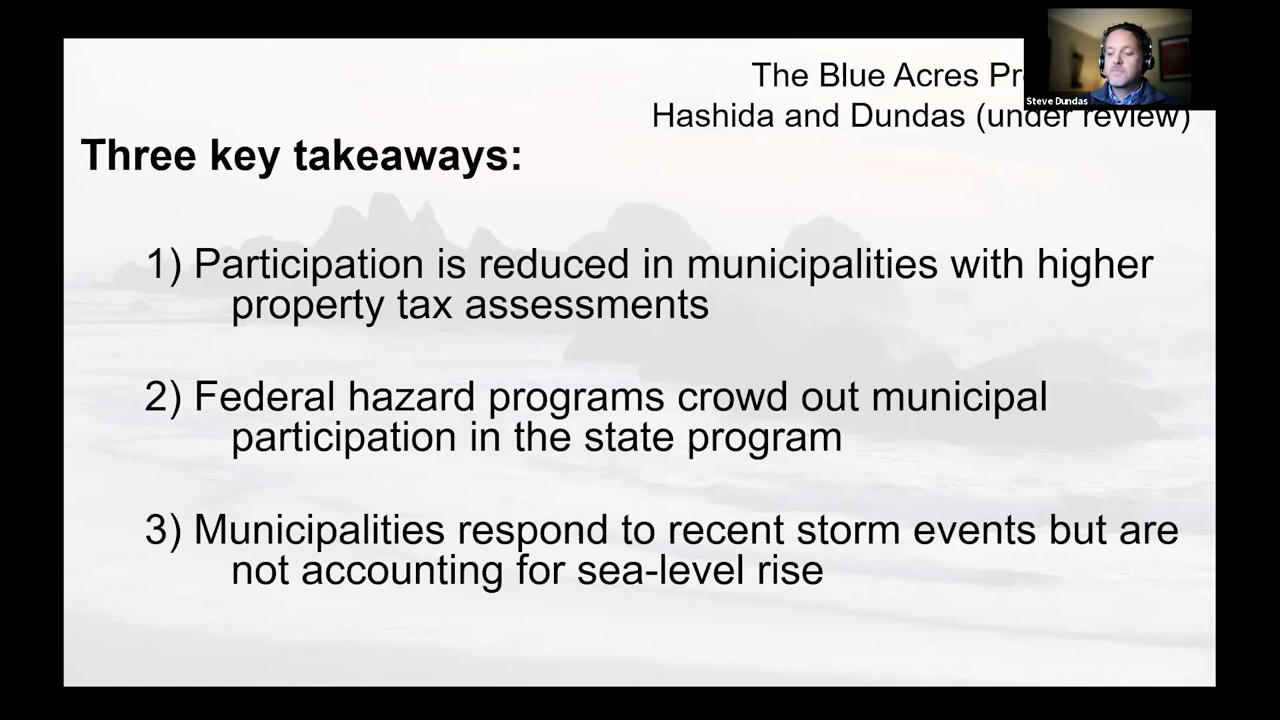 The Blue Acres
Hashida and Dundas (under review)
Steve Dundas
Three key takeaways:
1) Participation is reduced in municipalities with higher
property tax assessments
2) Federal hazard programs crowd out municipal
participation in the state program
3) Municipalities respond to recent storm events but are
not accounting for sea-level rise